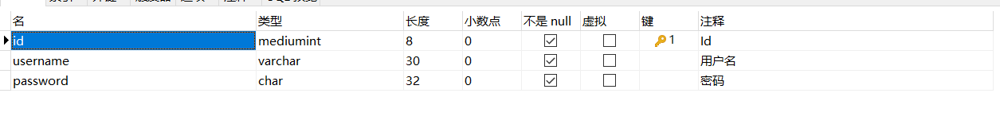 名 类型 长度 小数点 不是 null 虚拟 键 注释
id mediumint 8 0 1 Id
username varchar 30 0 用户名
password char 32 0 密码